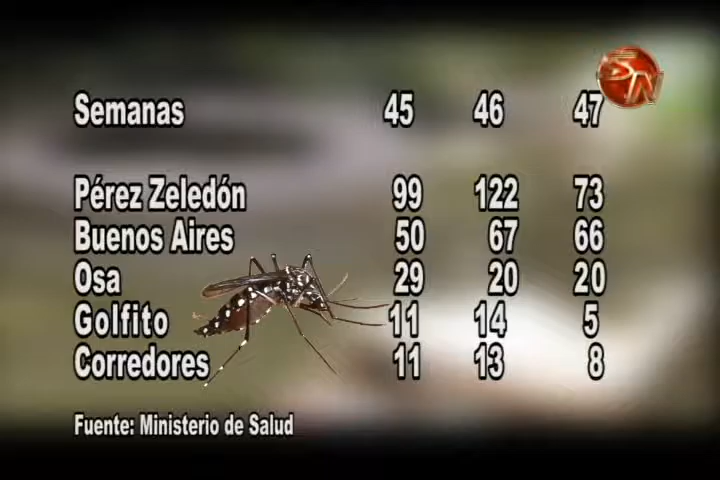 SN
Semanas 45 46 47
Pérez Zeledón 99 122 73
Buenos Aires 50 67 66
Osa 29 20 20
Golfito 11 14 5
Corredores 11 13 8
Fuente: Ministerio de Salud